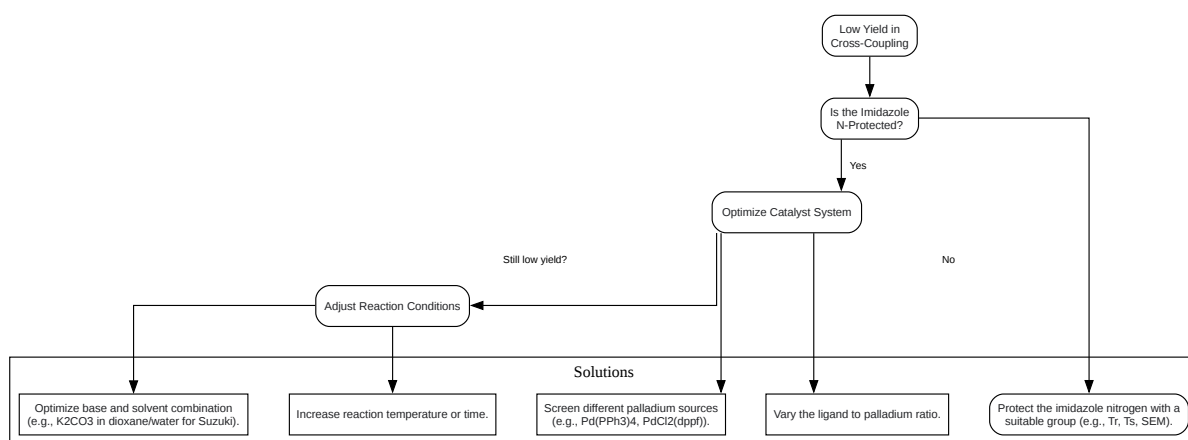 Low Yield in
Cross-Coupling
Is the Imidazole
N-Protected?
Yes
Optimize Catalyst System
Still low yield?
No
Adjust Reaction Conditions
Solutions
Optimize base and solvent combination
(e.g., K2CO3 in dioxane/water for Suzuki).
Increase reaction temperature or time.
Screen different palladium sources
(e.g., Pd(PPh3)4, PdCl2(dppf)).
Vary the ligand to palladium ratio.
Protect the imidazole nitrogen with a
suitable group (e.g., Tr, Ts, SEM).